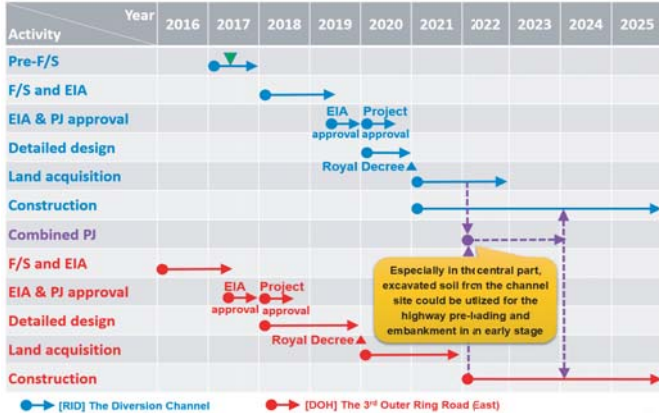 Year
Activity
2016 2017 2018 2019 2020 2021 2022 2023 2024 2025
Pre-F/S
F/S and EIA
EIA & PJ approval
EIA Project
approval approval
Detailed design
Royal Decree
Land acquisition
Construction
Combined PJ
Especially in thecentral part,
excavated soil from the channel
site could be utilized for the
highway pre-loading and
embankment in an early stage
F/S and EIA
EIA & PJ approval
EIA Project
approval approval
Detailed design
Royal Decree
Land acquisition
Construction
[RID] The Diversion Channel [DOH] The 3rd Outer Ring Road (East)